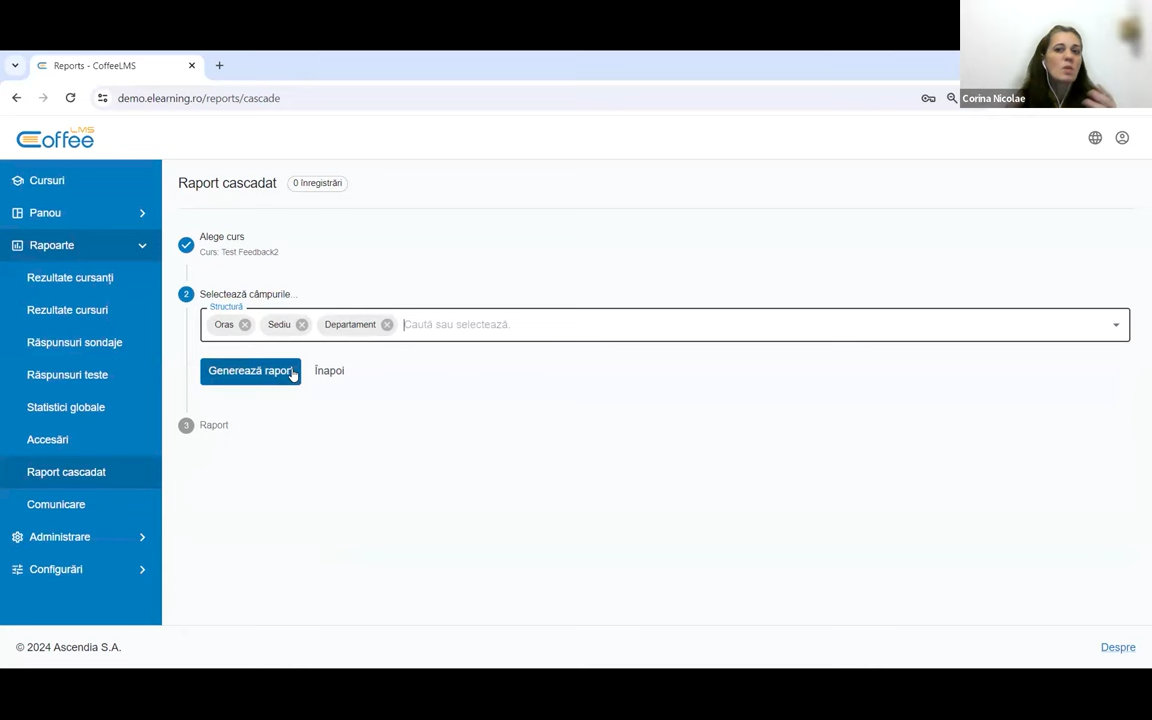 Reports - CoffeeLMS
demo.elearning.ro/reports/cascade
Corina Nicolae
Coffee LMS
Cursuri
Panou
Rapoarte
Rezultate cursanți
Rezultate cursuri
Răspunsuri sondaje
Răspunsuri teste
Statistici globale
Accesări
Raport cascadat
Comunicare
Administrare
Configurări
Raport cascadat
0 înregistrări
Alege curs
Curs: Test Feedback2
2 Selectează câmpurile...
Structură
Oras Sediu Departament Caută sau selectează.
Generează raport Înapoi
3 Raport
© 2024 Ascendia S.A.
Despre